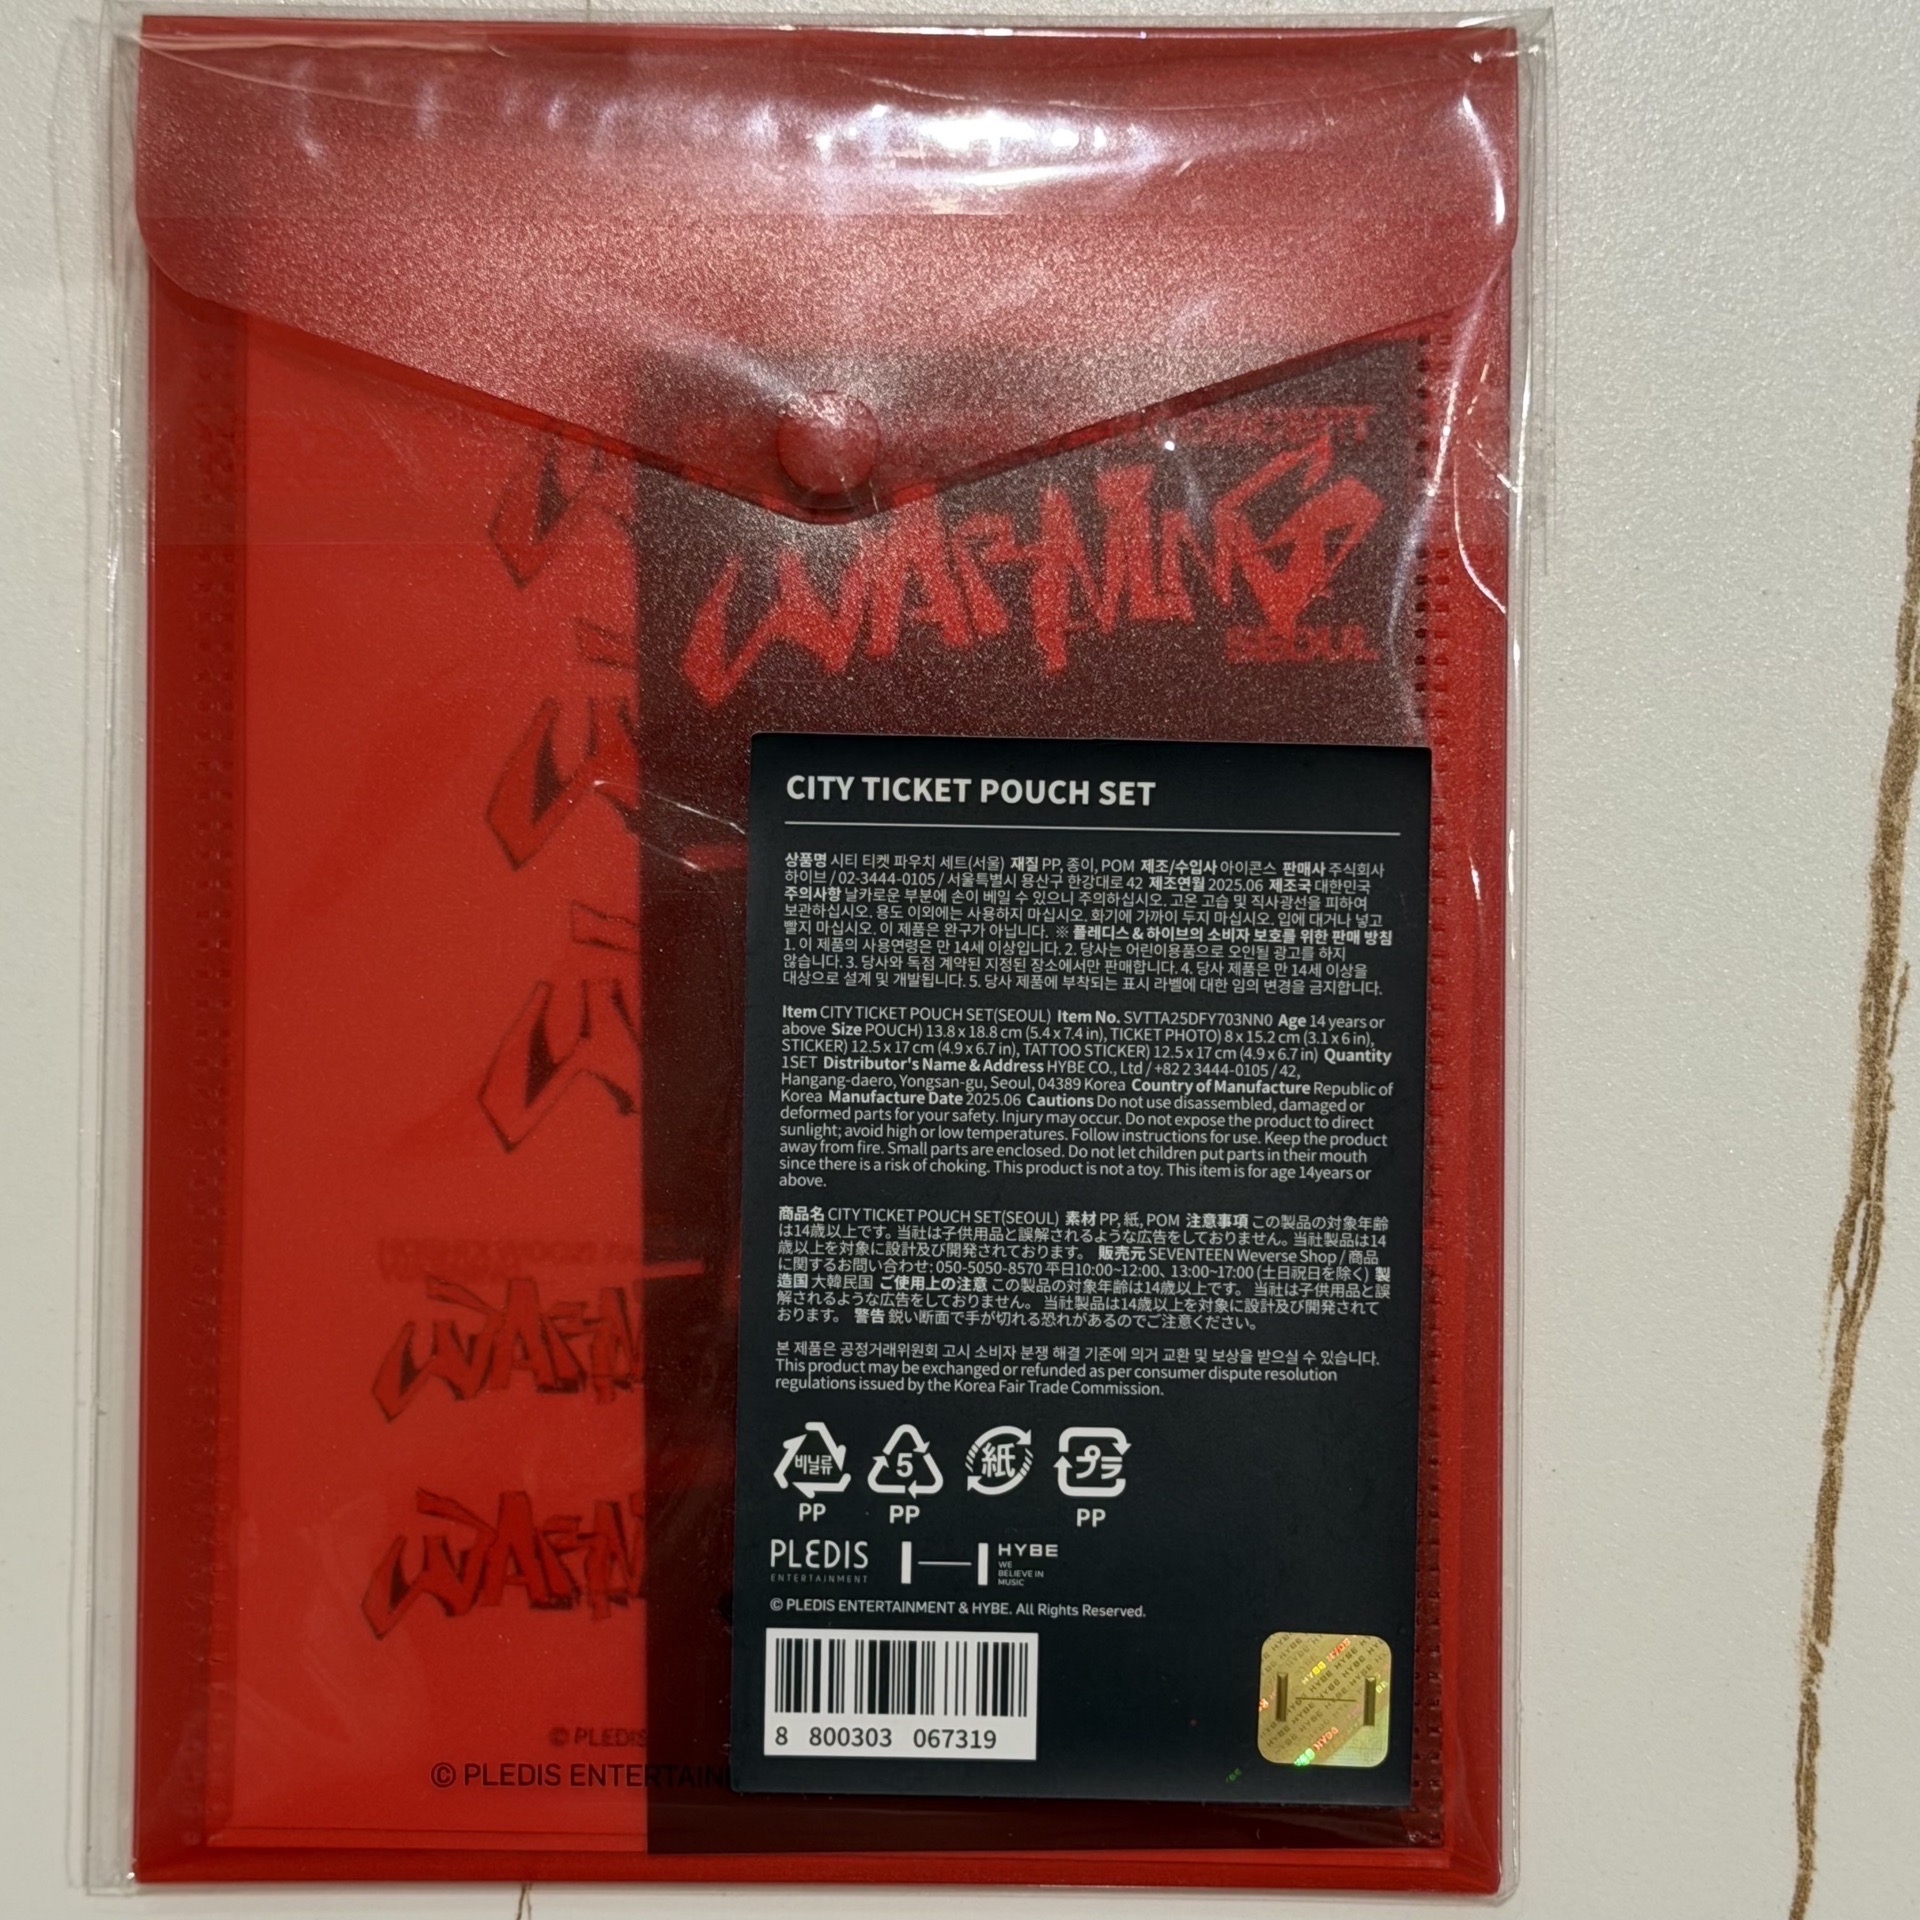 WARNING
SEOUL
CITY TICKET POUCH SET
상품명 시티 티켓 파우치 세트(서울) 재질 PP, 종이, POM 제조/수입사 아이콘스 판매사 주식회사
하이브 / 02-3444-0105 / 서울특별시 용산구 한강대로 42 제조연월 2025.06 제조국 대한민국
주의사항 날카로운 부분에 손이 베일 수 있으니 주의하십시오. 고온 고습 및 직사광선을 피하여
보관하십시오. 용도 이외에는 사용하지 마십시오. 화기에 가까이 두지 마십시오. 입에 대거나 넣고
빨지 마십시오. 이 제품은 완구가 아닙니다. ※ 플레디스 & 하이브의 소비자 보호를 위한 판매 방침
1. 이 제품의 사용연령은 만 14세 이상입니다. 2. 당사는 어린이용품으로 오인될 광고를 하지
않습니다. 3. 당사와 독점 계약된 지정된 장소에서만 판매합니다. 4. 당사 제품은 만 14세 이상을
대상으로 설계 및 개발됩니다. 5. 당사 제품에 부착되는 표시 라벨에 대한 임의 변경을 금지합니다.
Item CITY TICKET POUCH SET(SEOUL) Item No. SVTTA25DFY703NN0 Age 14 years or
above Size POUCH) 13.8 x 18.8 cm (5.4 x 7.4 in), TICKET PHOTO) 8 x 15.2 cm (3.1 x 6 in),
STICKER) 12.5 x 17 cm (4.9 x 6.7 in), TATTOO STICKER) 12.5 x 17 cm (4.9 x 6.7 in) Quantity
1SET Distributor's Name & Address HYBE CO., Ltd / +82 2 3444-0105 / 42,
Hangang-daero, Yongsan-gu, Seoul, 04389 Korea Country of Manufacture Republic of
Korea Manufacture Date 2025.06 Cautions Do not use disassembled, damaged or
deformed parts for your safety. Injury may occur. Do not expose the product to direct
sunlight; avoid high or low temperatures. Follow instructions for use. Keep the product
away from fire. Small parts are enclosed. Do not let children put parts in their mouth
since there is a risk of choking. This product is not a toy. This item is for age 14years or
above.
商品名 CITY TICKET POUCH SET(SEOUL) 素材 PP, 紙, POM 注意事項 この製品の対象年齢
は14歳以上です。当社は子供用品と誤解されるような広告をしておりません。当社製品は14
歳以上を対象に設計及び開発されております。 販売元 SEVENTEEN Weverse Shop / 商品
に関するお問い合わせ: 050-5050-8570 平日10:00~12:00、13:00~17:00 (土日祝日を除く) 製
造国 大韓民国 ご使用上の注意 この製品の対象年齢は14歳以上です。当社は子供用品と誤
解されるような広告をしておりません。当社製品は14歳以上を対象に設計及び開発されて
おります。 警告 鋭い断面で手が切れる恐れがあるのでご注意ください。
본 제품은 공정거래위원회 고시 소비자 분쟁 해결 기준에 의거 교환 및 보상을 받으실 수 있습니다.
This product may be exchanged or refunded as per consumer dispute resolution
regulations issued by the Korea Fair Trade Commission.
비닐류 5 紙 プラ
PP PP PP
PLEDIS
ENTERTAINMENT
HYBE
WE
BELIEVE IN
MUSIC
© PLEDIS ENTERTAINMENT & HYBE. All Rights Reserved.
8 800303 067319
© PLEDIS
© PLEDIS ENTERTAIN